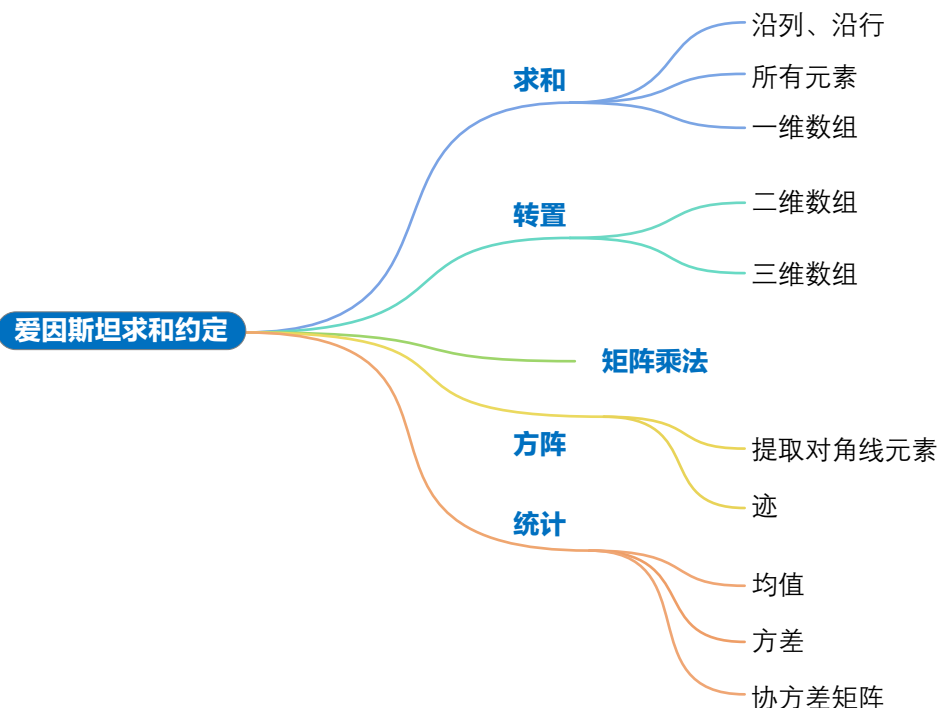 爱因斯坦求和约定
求和
沿列、沿行
所有元素
一维数组
转置
二维数组
三维数组
矩阵乘法
方阵
提取对角线元素
迹
统计
均值
方差
协方差矩阵